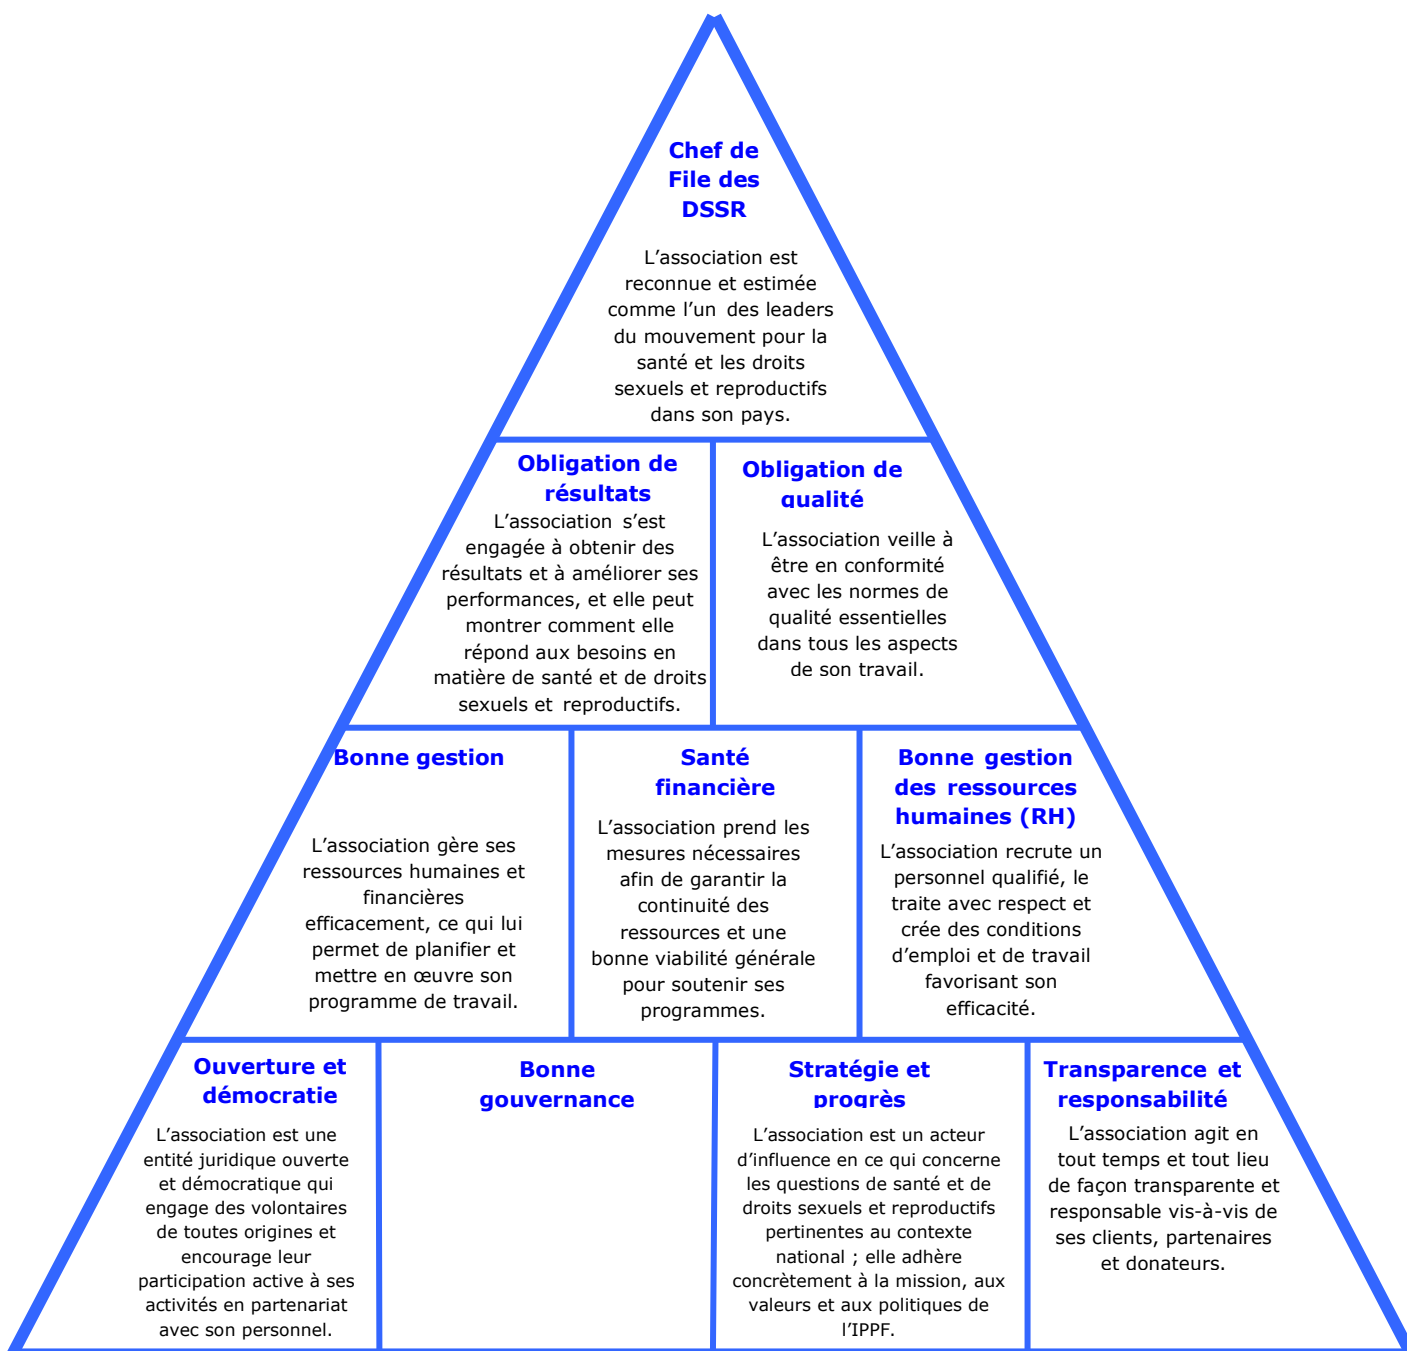 Chef de
File des
DSSR
L’association est
reconnue et estimée
comme l’un des leaders
du mouvement pour la
santé et les droits
sexuels et reproductifs
dans son pays.
Obligation de
résultats
L’association s’est
engagée à obtenir des
résultats et à améliorer ses
performances, et elle peut
montrer comment elle
répond aux besoins en
matière de santé et de droits
sexuels et reproductifs.
Obligation de
qualité
L’association veille à
être en conformité
avec les normes de
qualité essentielles
dans tous les aspects
de son travail.
Bonne gestion
L’association gère ses
ressources humaines et
financières
efficacement, ce qui lui
permet de planifier et
mettre en œuvre son
programme de travail.
Santé
financière
L’association prend les
mesures nécessaires
afin de garantir la
continuité des
ressources et une
bonne viabilité générale
pour soutenir ses
programmes.
Bonne gestion
des ressources
humaines (RH)
L’association recrute un
personnel qualifié, le
traite avec respect et
crée des conditions
d’emploi et de travail
favorisant son
efficacité.
Ouverture et
démocratie
L’association est une
entité juridique ouverte
et démocratique qui
engage des volontaires
de toutes origines et
encourage leur
participation active à ses
activités en partenariat
avec son personnel.
Bonne
gouvernance
Stratégie et
progrès
L’association est un acteur
d’influence en ce qui concerne
les questions de santé et de
droits sexuels et reproductifs
pertinentes au contexte
national ; elle adhère
concrètement à la mission, aux
valeurs et aux politiques de
l’IPPF.
Transparence et
responsabilité
L’association agit en
tout temps et tout lieu
de façon transparente et
responsable vis-à-vis de
ses clients, partenaires
et donateurs.